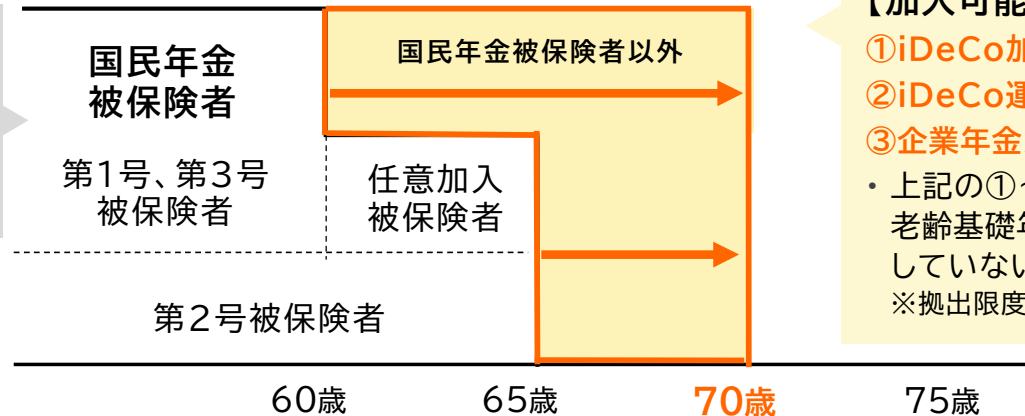 国民年金
被保険者
国民年金被保険者以外
第1号、第3号
被保険者
任意加入
被保険者
第2号被保険者
60歳
65歳
70歳
75歳
【加入可能
①iDeCo加
②iDeCo運
③企業年金
・上記の①
老齢基礎年
していない
※拠出限度